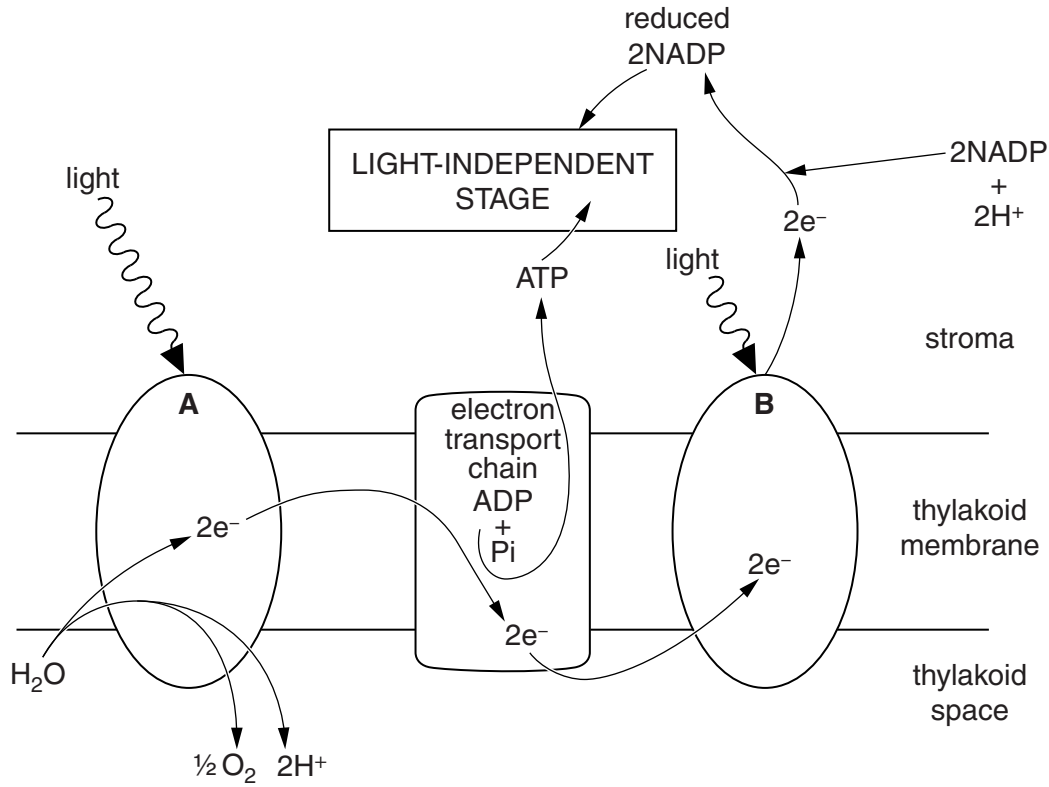 reduced
2NADP
LIGHT-INDEPENDENT
STAGE
2NADP
+
2H⁺
light
2e⁻
light
ATP
stroma
A
B
electron
transport
chain
ADP
+
Pi
thylakoid
membrane
2e⁻
2e⁻
2e⁻
H₂O
thylakoid
space
½ O₂
2H⁺